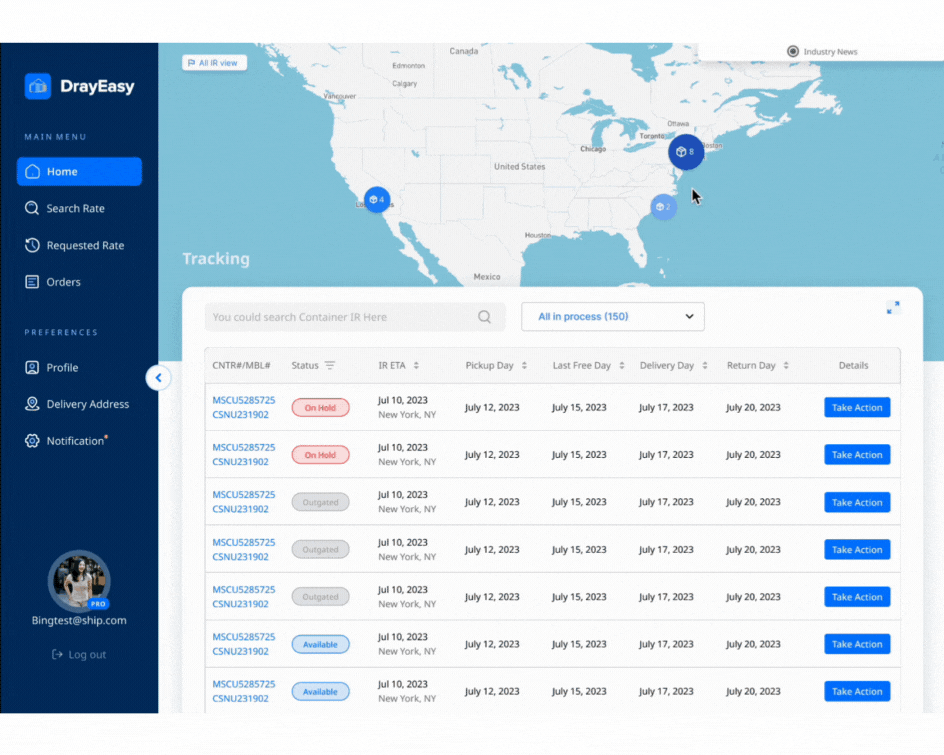 DrayEasy
MAIN MENU
Home
Search Rate
Requested Rate
Orders
PREFERENCES
Profile
Delivery Address
Notification
PRO
Bingtest@ship.com
Log out
All IR view
Industry News
Canada
Edmonton
Calgary
Vancouver
Ottawa
Toronto
Chicago
United States
Houston
Mexico
8
4
2
Tracking
You could search Container IR Here
All in process (150)
CNTR#/MBL# Status IR ETA Pickup Day Last Free Day Delivery Day Return Day Details
MSCU5285725 On Hold Jul 10, 2023 July 12, 2023 July 15, 2023 July 17, 2023 July 20, 2023 Take Action
CSNU231902 New York, NY
MSCU5285725 On Hold Jul 10, 2023 July 12, 2023 July 15, 2023 July 17, 2023 July 20, 2023 Take Action
CSNU231902 New York, NY
MSCU5285725 Outgated Jul 10, 2023 July 12, 2023 July 15, 2023 July 17, 2023 July 20, 2023 Take Action
CSNU231902 New York, NY
MSCU5285725 Outgated Jul 10, 2023 July 12, 2023 July 15, 2023 July 17, 2023 July 20, 2023 Take Action
CSNU231902 New York, NY
MSCU5285725 Outgated Jul 10, 2023 July 12, 2023 July 15, 2023 July 17, 2023 July 20, 2023 Take Action
CSNU231902 New York, NY
MSCU5285725 Available Jul 10, 2023 July 12, 2023 July 15, 2023 July 17, 2023 July 20, 2023 Take Action
CSNU231902 New York, NY
MSCU5285725 Available Jul 10, 2023 July 12, 2023 July 15, 2023 July 17, 2023 July 20, 2023 Take Action
CSNU231902 New York, NY